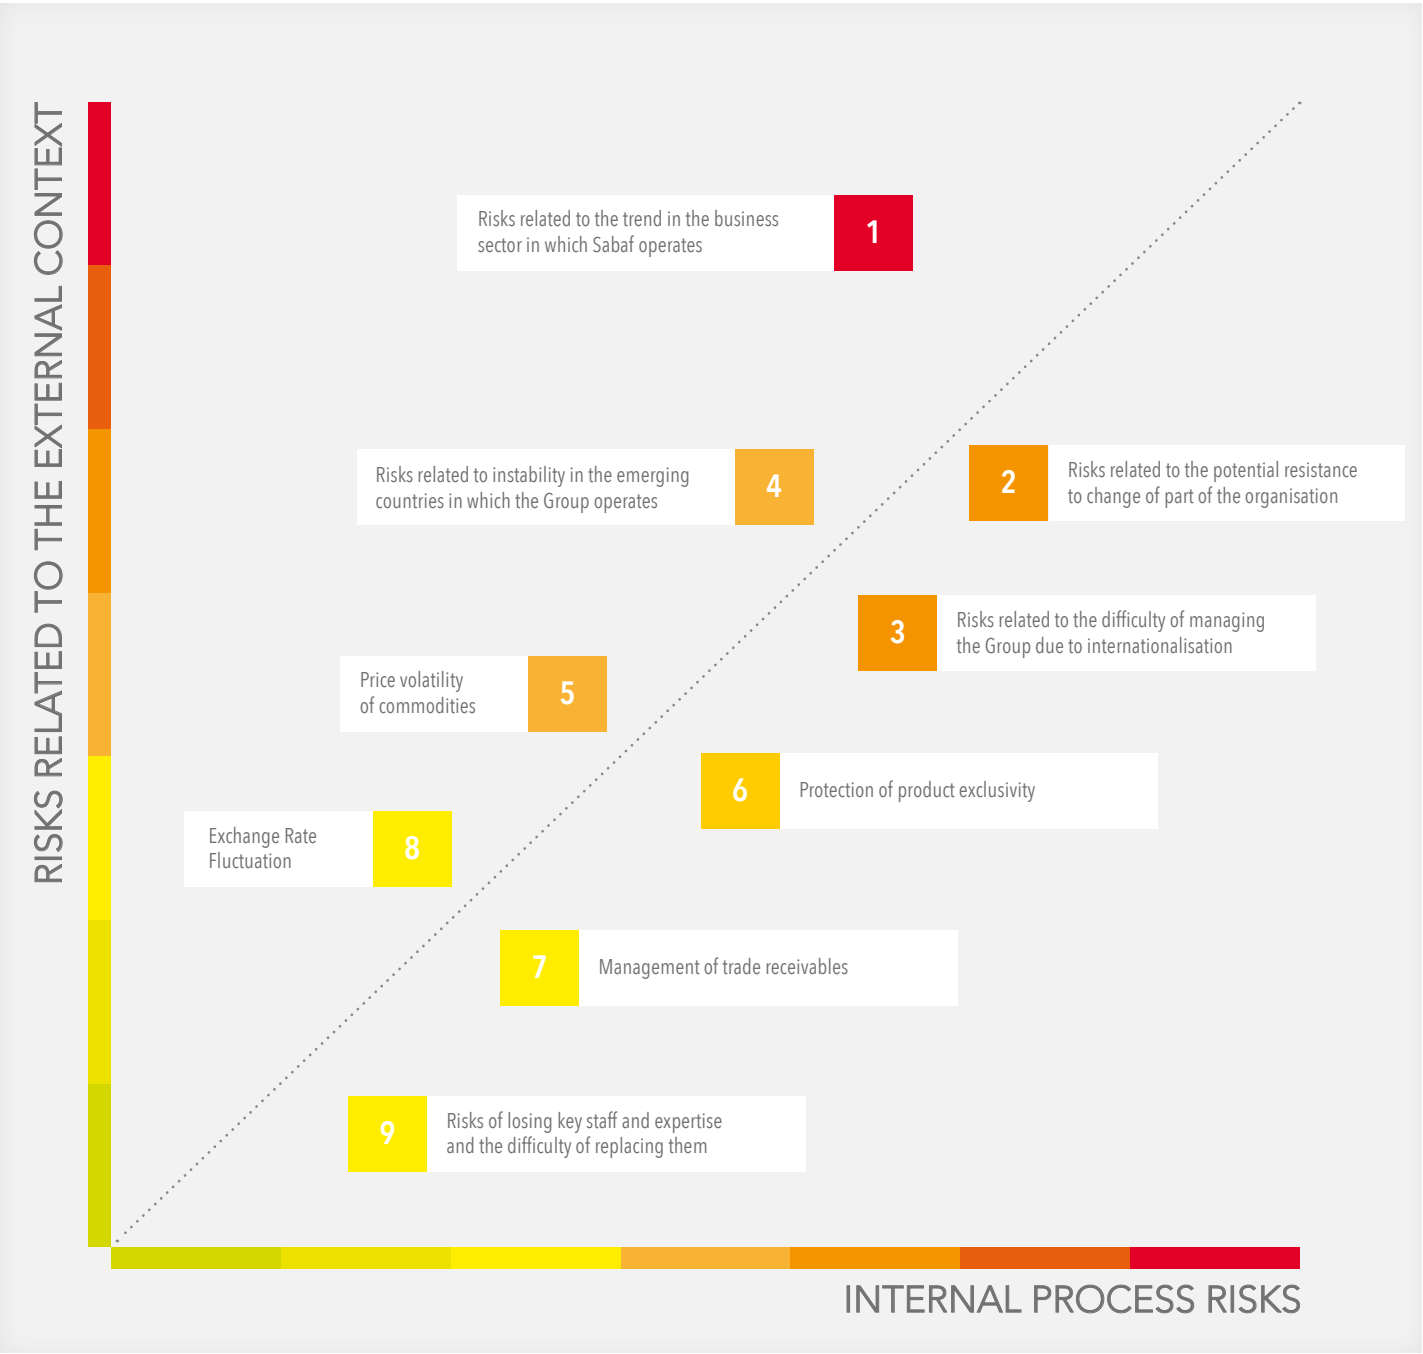 RISKS RELATED TO THE EXTERNAL CONTEXT
Risks related to the trend in the business
sector in which Sabaf operates
1
Risks related to instability in the emerging
countries in which the Group operates
4
2
Risks related to the potential resistance
to change of part of the organisation
3
Risks related to the difficulty of managing
the Group due to internationalisation
Price volatility
of commodities
5
6
Protection of product exclusivity
Exchange Rate
Fluctuation
8
7
Management of trade receivables
9
Risks of losing key staff and expertise
and the difficulty of replacing them
INTERNAL PROCESS RISKS